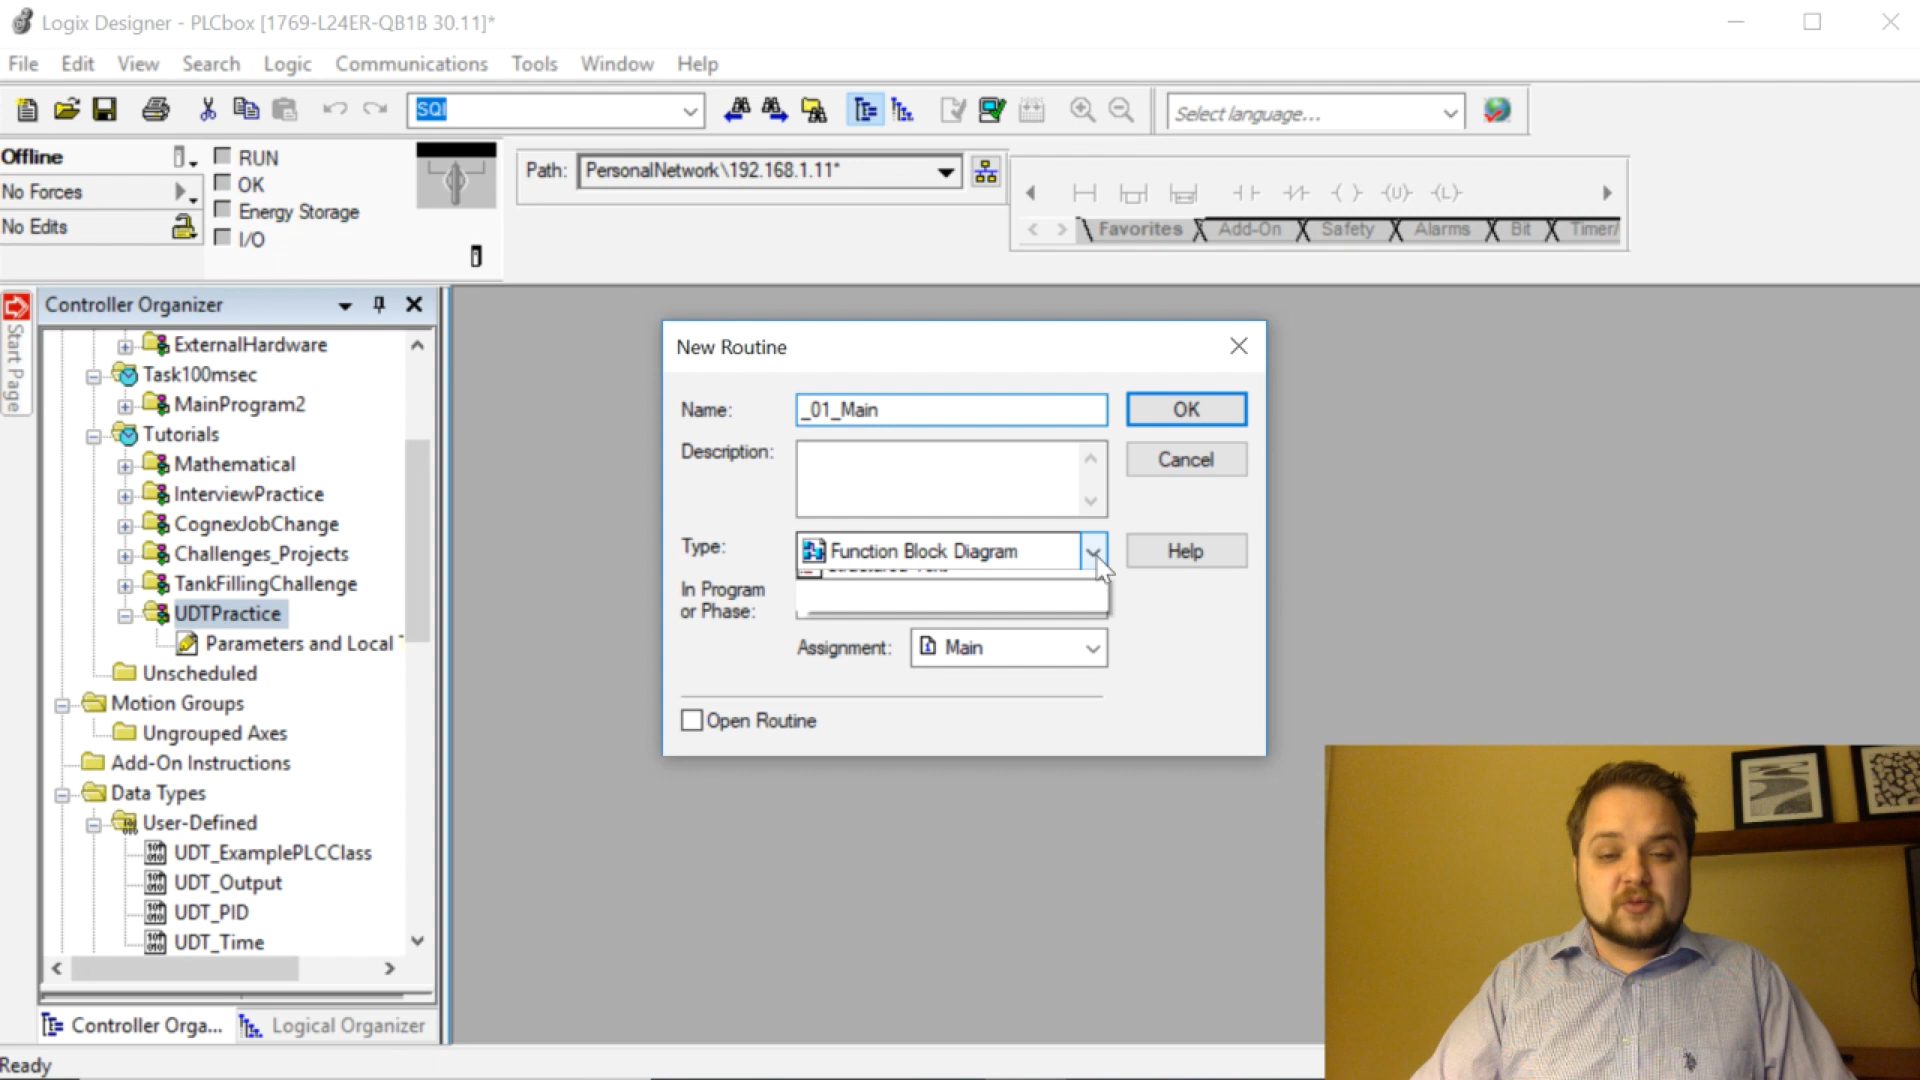 Logix Designer - PLCbox [1769-L24ER-QB1B 30.11]*
File Edit View Search Logic Communications Tools Window Help
SQI
Select language...
Offline
RUN
No Forces
OK
Energy Storage
No Edits
I/O
Path: PersonalNetwork\192.168.1.11*
Favorites Add-On Safety Alarms Bit Timer/
Start Page
Controller Organizer
ExternalHardware
Task100msec
MainProgram2
Tutorials
Mathematical
InterviewPractice
CognexJobChange
Challenges_Projects
TankFillingChallenge
UDTPractice
Parameters and Local
Unscheduled
Motion Groups
Ungrouped Axes
Add-On Instructions
Data Types
User-Defined
UDT_ExamplePLCClass
UDT_Output
UDT_PID
UDT_Time
Controller Orga...
Logical Organizer
Ready
New Routine
Name: _01_Main
OK
Description:
Cancel
Type: Function Block Diagram
Help
In Program
or Phase:
Assignment: Main
Open Routine